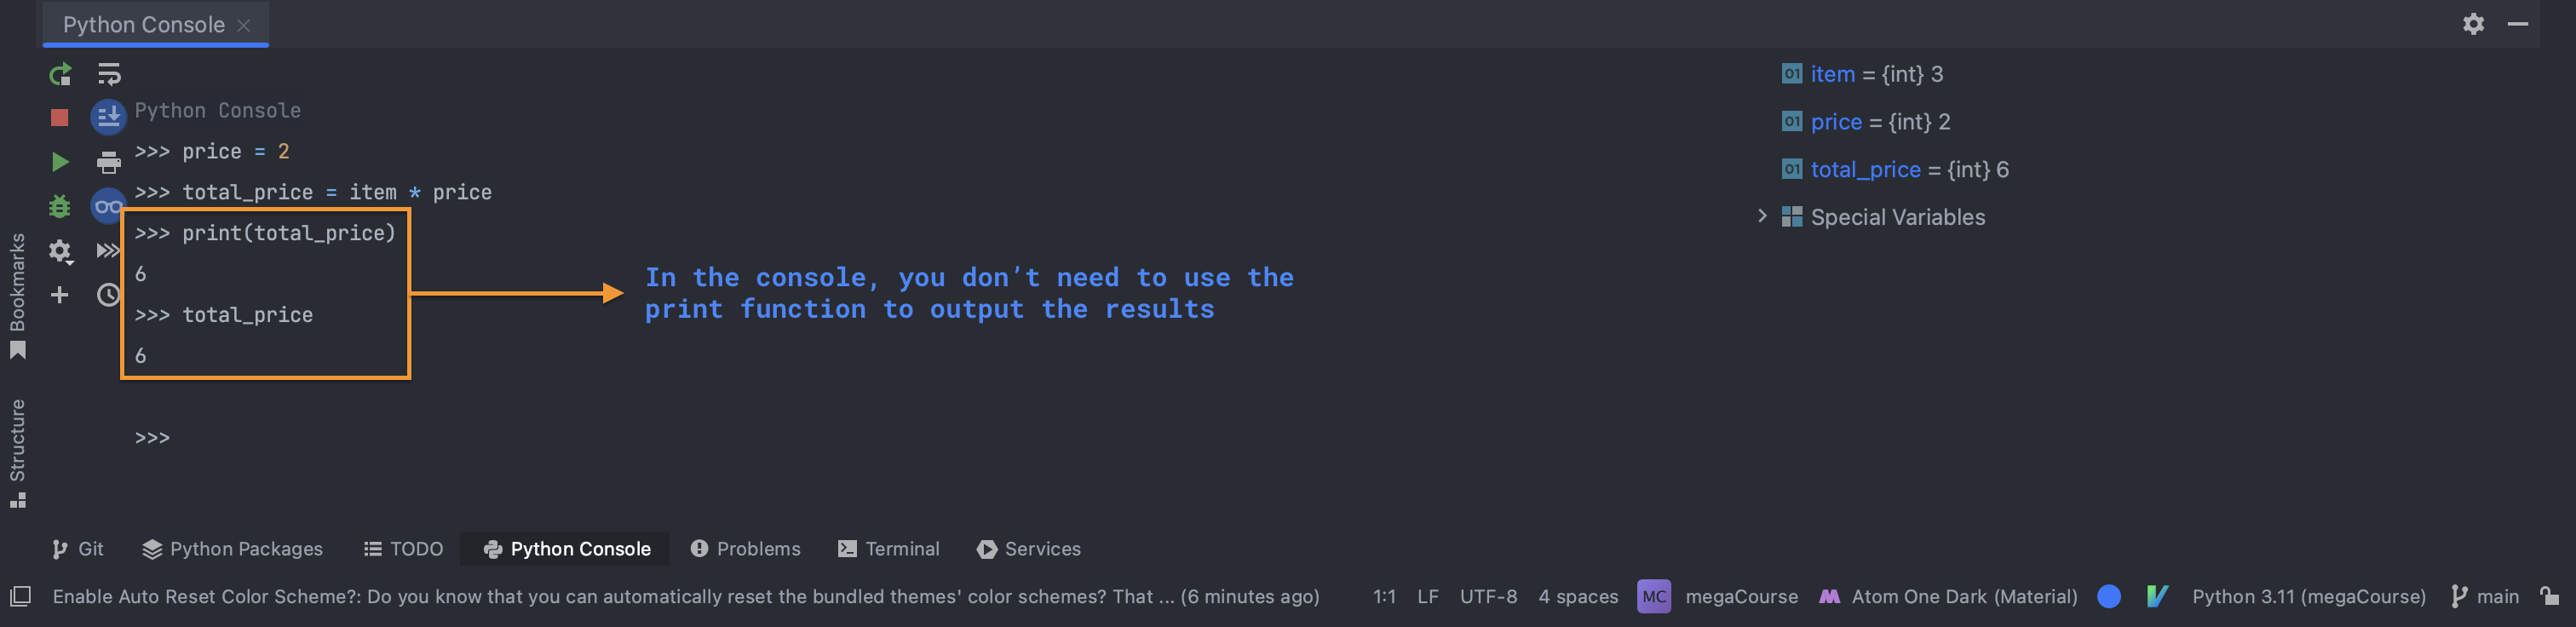 Python Console
Python Console
>>> price = 2
>>> total_price = item * price
>>> print(total_price)
6
>>> total_price
6
>>>
In the console, you don’t need to use the
print function to output the results
01 item = {int} 3
01 price = {int} 2
01 total_price = {int} 6
Special Variables
Bookmarks
Structure
Git Python Packages TODO Python Console Problems Terminal Services
Enable Auto Reset Color Scheme?: Do you know that you can automatically reset the bundled themes' color schemes? That ... (6 minutes ago) 1:1 LF UTF-8 4 spaces MC megaCourse Atom One Dark (Material) Python 3.11 (megaCourse) main